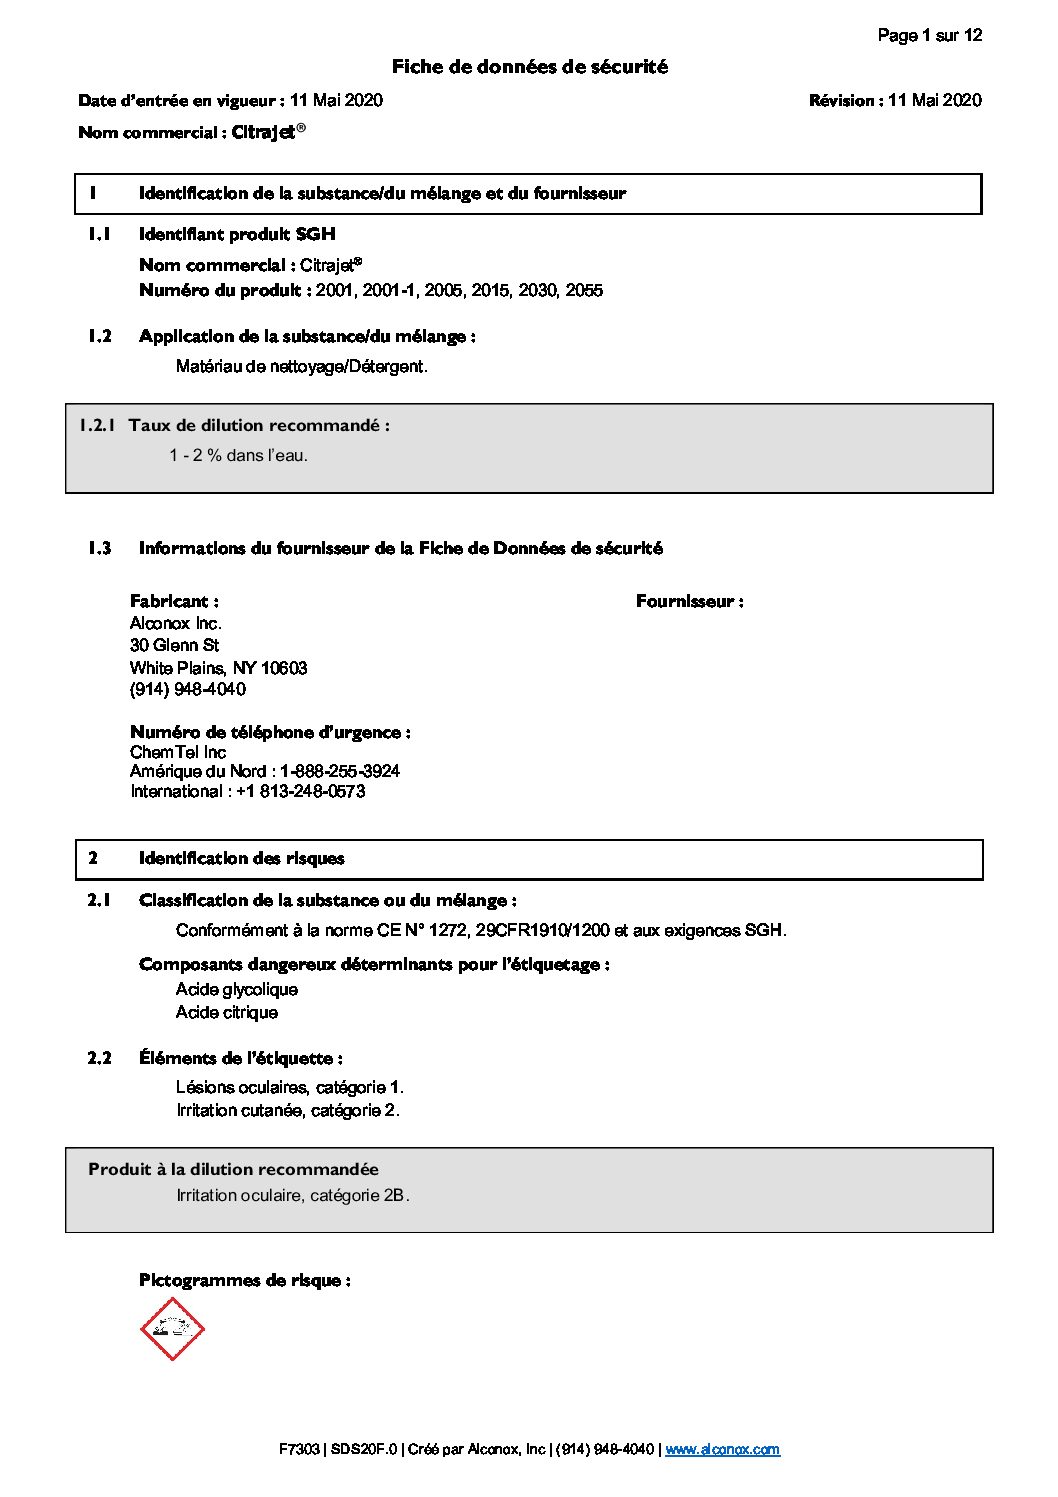 Page 1 sur 12
Fiche de données de sécurité
Date d'entrée en vigueur : 11 Mai 2020 Révision : 11 Mai 2020
Nom commercial : Citrajet®
1 Identification de la substance/du mélange et du fournisseur
1.1 Identifiant produit SGH
Nom commercial : Citrajet®
Numéro du produit : 2001, 2001-1, 2005, 2015, 2030, 2055
1.2 Application de la substance/du mélange :
Matériau de nettoyage/Détergent.
1.2.1 Taux de dilution recommandé :
1 - 2 % dans l'eau.
1.3 Informations du fournisseur de la Fiche de Données de sécurité
Fabricant : Fournisseur :
Alconox Inc.
30 Glenn St
White Plains, NY 10603
(914) 948-4040
Numéro de téléphone d'urgence :
ChemTel Inc
Amérique du Nord : 1-888-255-3924
International : +1 813-248-0573
2 Identification des risques
2.1 Classification de la substance ou du mélange :
Conformément à la norme CE N° 1272, 29CFR1910/1200 et aux exigences SGH.
Composants dangereux déterminants pour l'étiquetage :
Acide glycolique
Acide citrique
2.2 Éléments de l'étiquette :
Lésions oculaires, catégorie 1.
Irritation cutanée, catégorie 2.
Produit à la dilution recommandée
Irritation oculaire, catégorie 2B.
Pictogrammes de risque :
F7303 | SDS20F.0 | Créé par Alconox, Inc | (914) 948-4040 | www.alconox.com